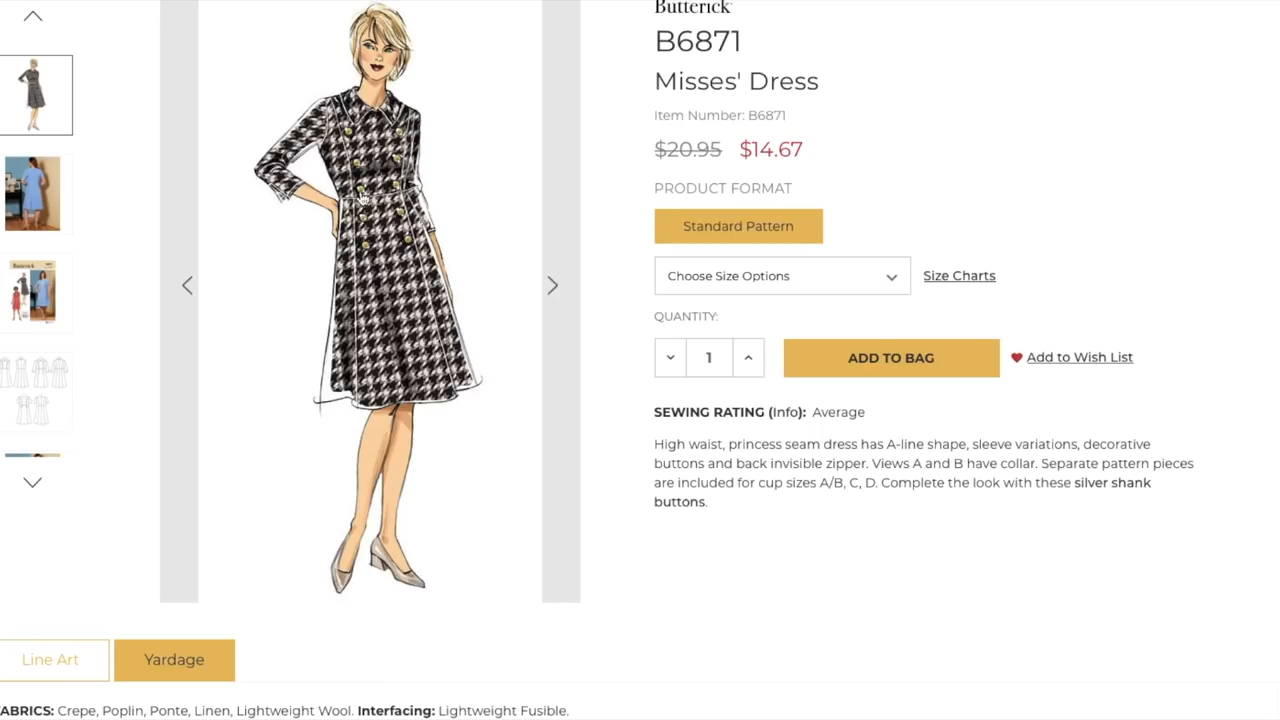 Butterick
B6871
Misses' Dress
Item Number: B6871
$20.95 $14.67
PRODUCT FORMAT
Standard Pattern
Choose Size Options
Size Charts
QUANTITY:
1
ADD TO BAG
Add to Wish List
SEWING RATING (Info): Average
High waist, princess seam dress has A-line shape, sleeve variations, decorative
buttons and back invisible zipper. Views A and B have collar. Separate pattern pieces
are included for cup sizes A/B, C, D. Complete the look with these silver shank
buttons.
Butterick
Line Art
Yardage
ABRICS: Crepe, Poplin, Ponte, Linen, Lightweight Wool. Interfacing: Lightweight Fusible.